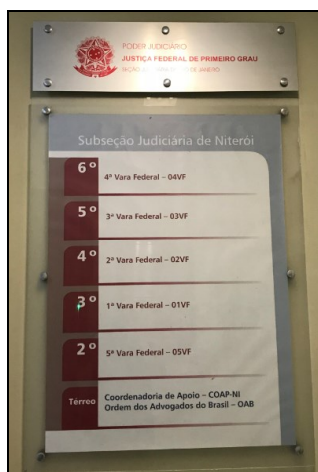 PODER JUDICIÁRIO
JUSTIÇA FEDERAL DE PRIMEIRO GRAU
DE JANEIRO
Subseção Judiciária de Niterói
6º
4ª Vara Federal – 04VF
5º
3ª Vara Federal – 03VF
4º
2ª Vara Federal – 02VF
3º
1ª Vara Federal – 01VF
2º
5ª Vara Federal – 05VF
Térreo
Coordenadoria de Apoio – COAP-NI
Ordem dos Advogados do Brasil – OAB